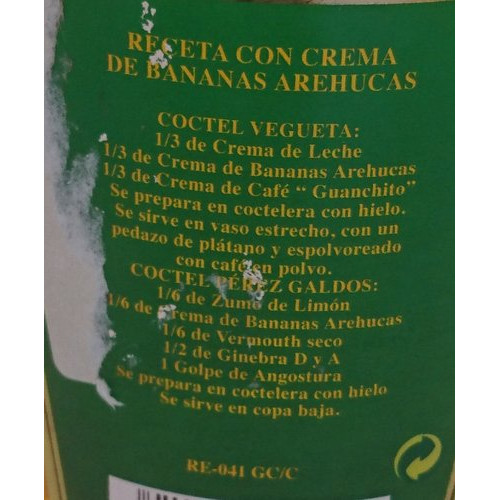 RECETA CON CREMA
DE BANANAS AREHUCAS
COCTEL VEGUETA:
1/3 de Crema de Leche
1/3 de Crema de Bananas Arehucas
1/3 de Crema de Café “ Guanchito”
Se prepara en coctelera con hielo.
Se sirve en vaso estrecho, con un
pedazo de plátano y espolvoreado
con café en polvo.
COCTEL PÉREZ GALDOS:
1/6 de Zumo de Limón
1/6 de Crema de Bananas Arehucas
1/6 de Vermouth seco
1/2 de Ginebra D y A
1 Golpe de Angostura
Se prepara en coctelera con hielo
Se sirve en copa baja.
RE-041 GC/C